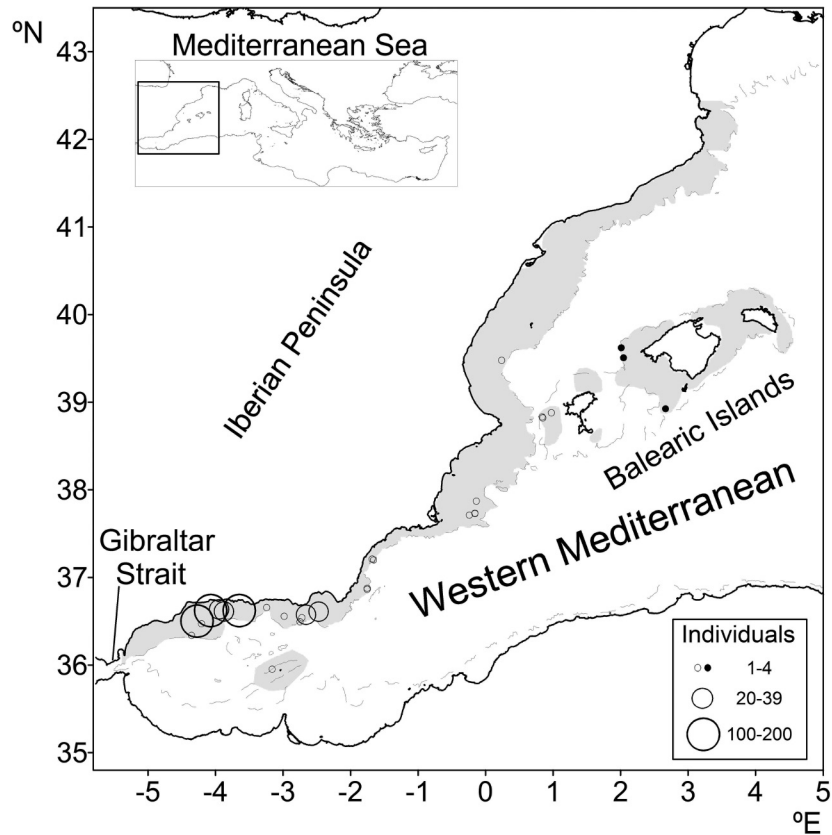 ºN
43
42
41
40
39
38
37
36
35
Mediterranean Sea
Iberian Peninsula
Balearic Islands
Western Mediterranean
Gibraltar
Strait
Individuals
1-4
20-39
100-200
-5 -4 -3 -2 -1 0 1 2 3 4 5
ºE